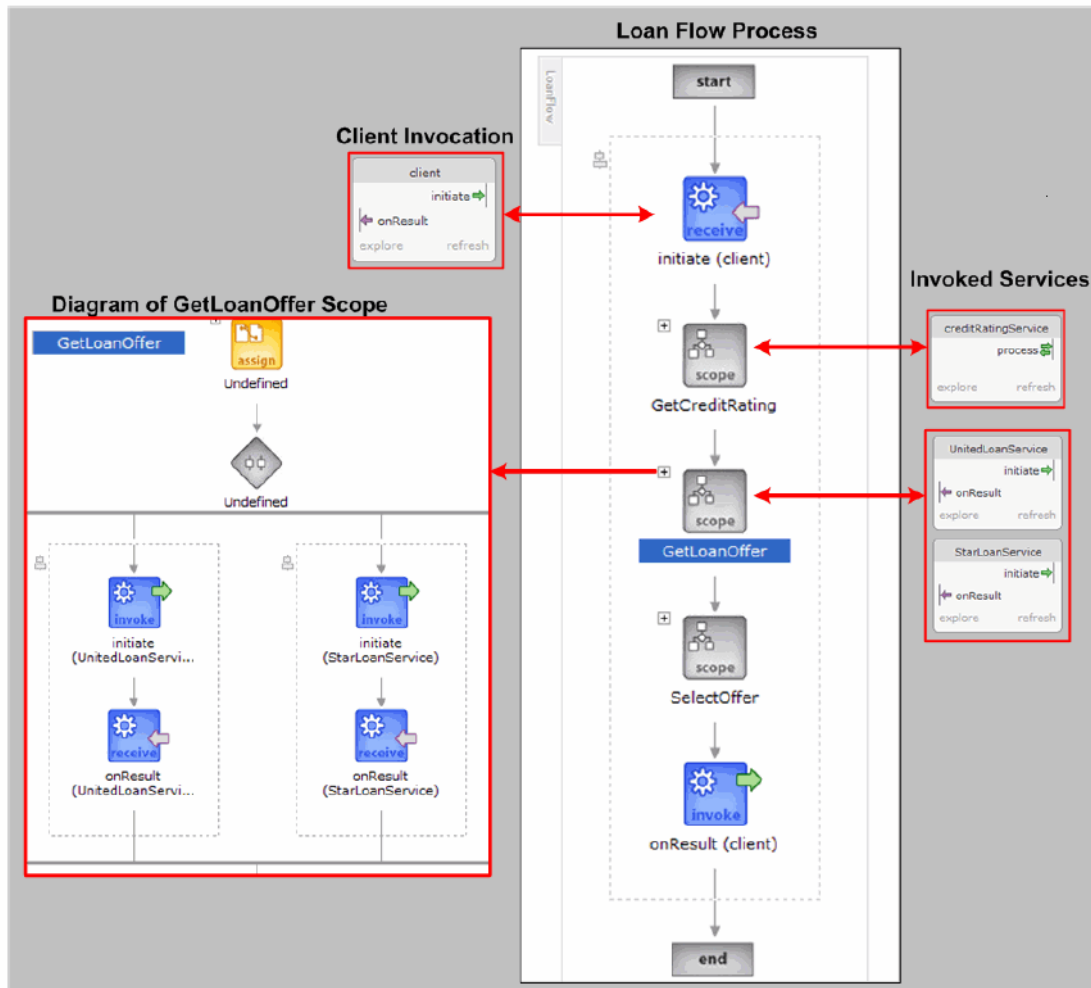 Loan Flow Process
LoanFlow
start
Client Invocation
client
initiate
onResult
explore refresh
receive
initiate (client)
Invoked Services
creditRatingService
process
explore refresh
scope
GetCreditRating
Diagram of GetLoanOffer Scope
GetLoanOffer
assign
Undefined
Undefined
invoke
initiate
(UnitedLoanServi...
receive
onResult
(UnitedLoanServi...
invoke
initiate
(StarLoanService)
receive
onResult
(StarLoanService)
scope
GetLoanOffer
UnitedLoanService
initiate
onResult
explore refresh
StarLoanService
initiate
onResult
explore refresh
scope
SelectOffer
invoke
onResult (client)
end